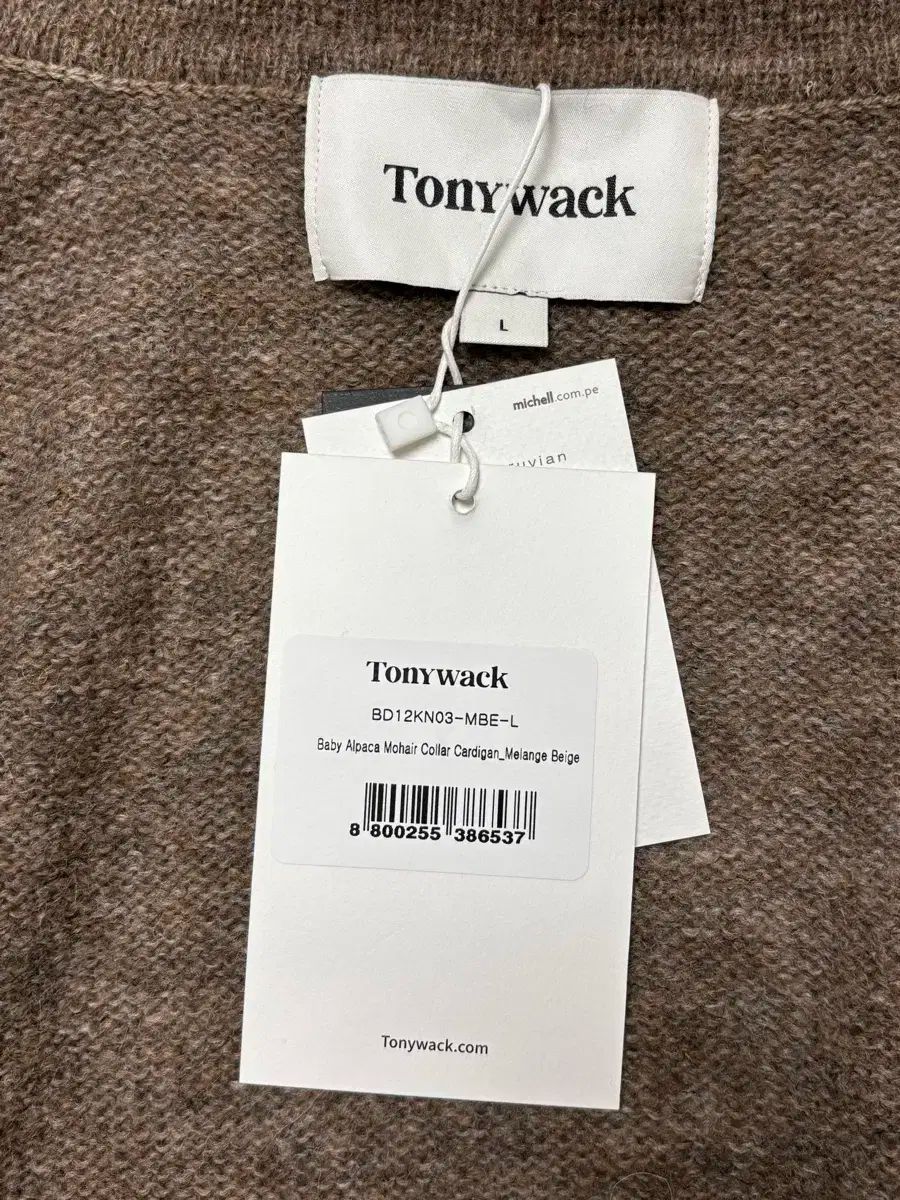 Tonywack
L
michell.com.pe
Tonywack
BD12KN03-MBE-L
Baby Alpaca Mohair Collar Cardigan_Melange Beige
8 800255 386537
Tonywack.com